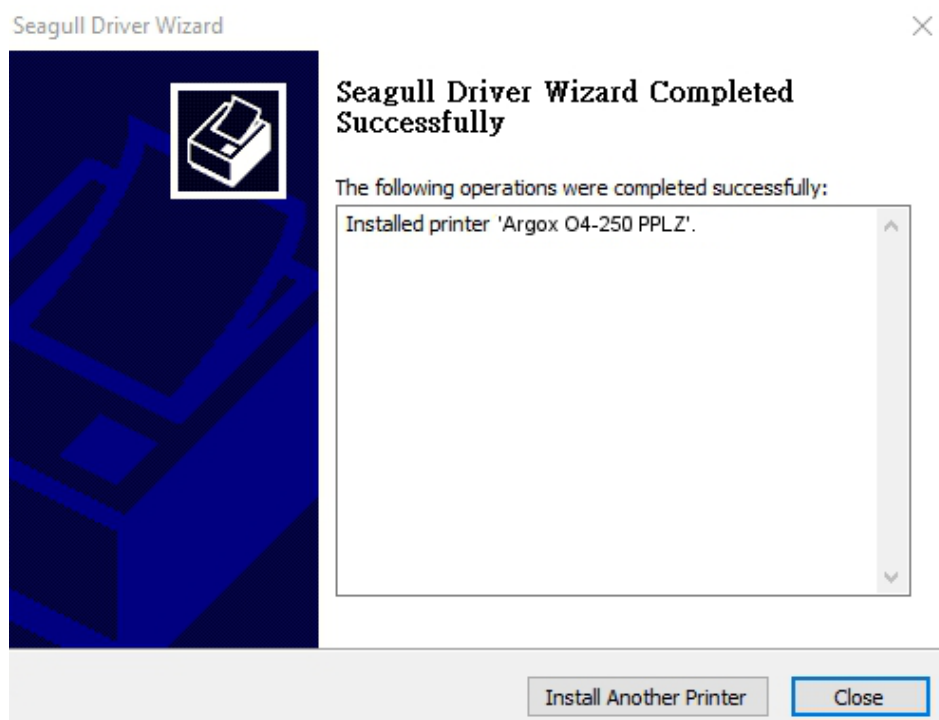 Seagull Driver Wizard
Seagull Driver Wizard Completed
Successfully
The following operations were completed successfully:
Installed printer 'Argox O4-250 PPLZ'.
Install Another Printer
Close